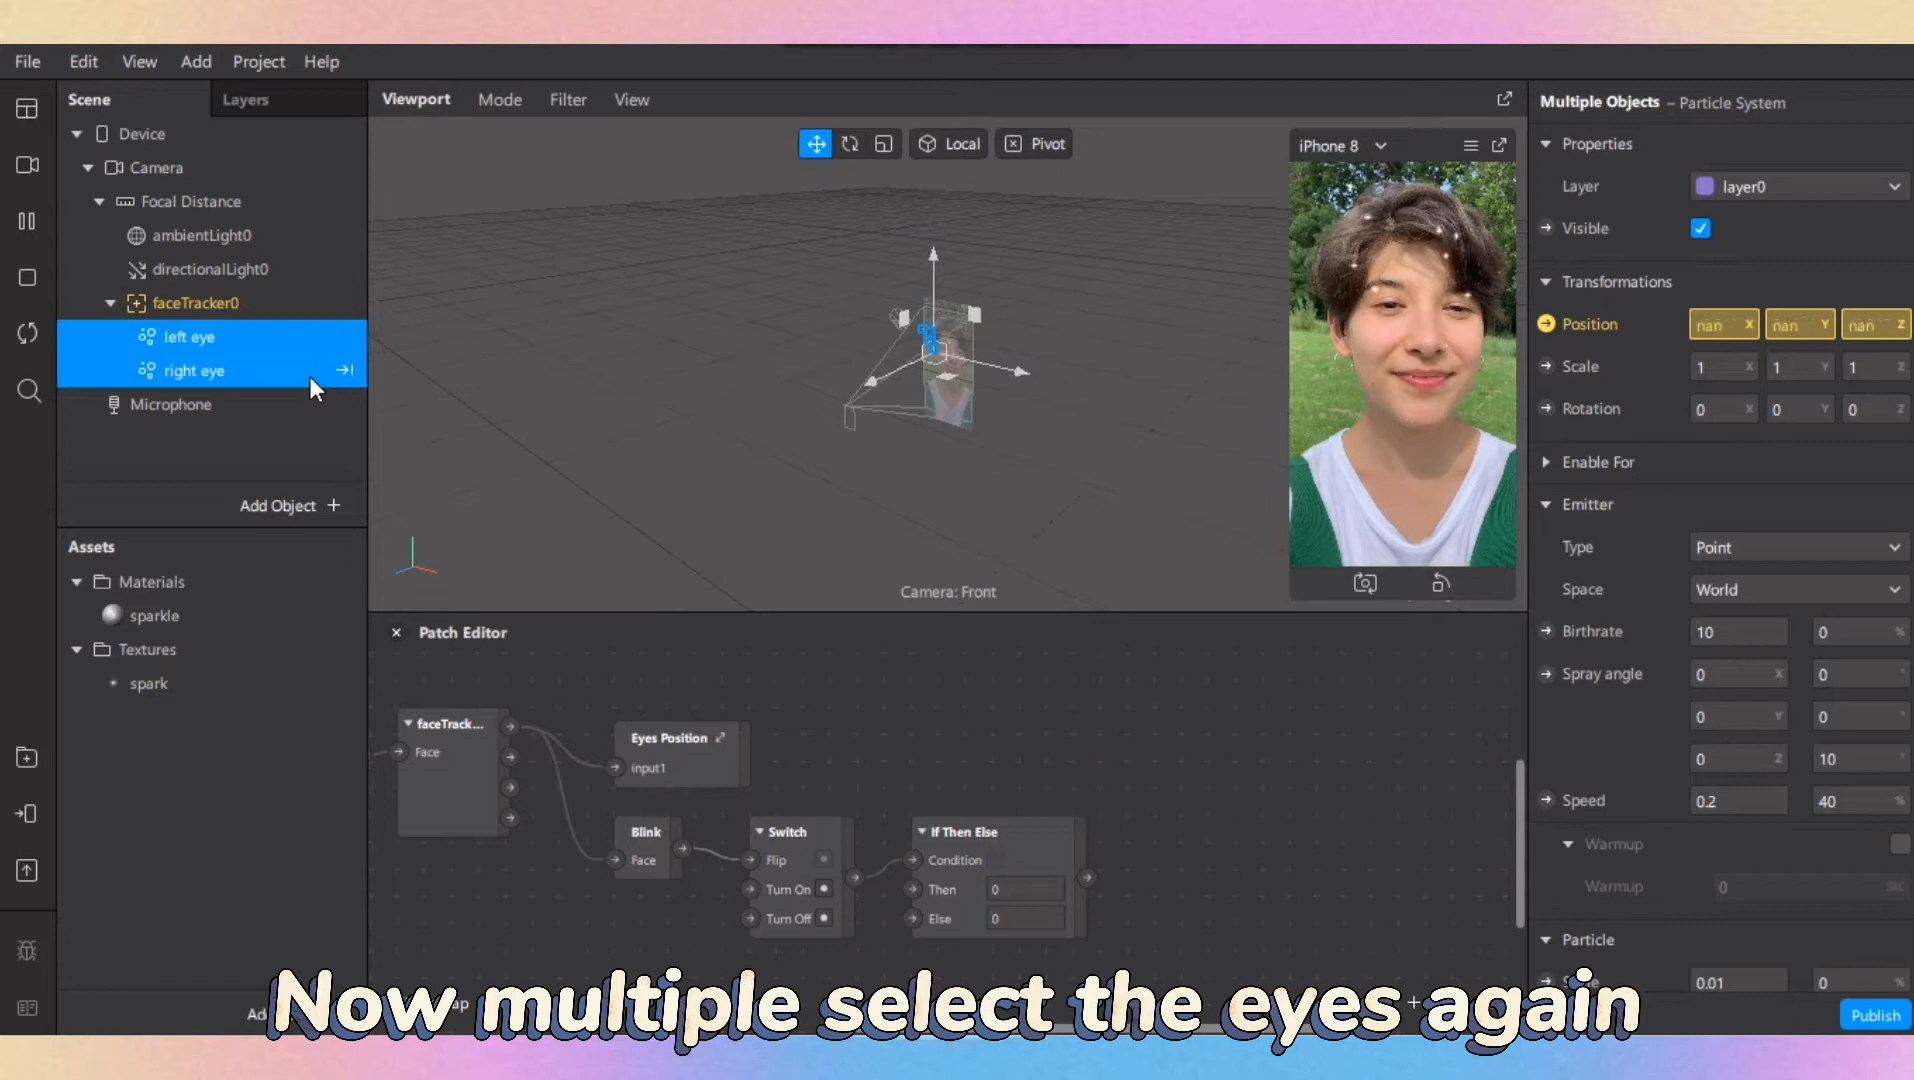 File Edit View Add Project Help
Scene Layers
Device
Camera
Focal Distance
ambientLight0
directionalLight0
faceTracker0
left eye
right eye
Microphone
Add Object +
Assets
Materials
sparkle
Textures
spark
Viewport Mode Filter View
Local Pivot
iPhone 8
Camera: Front
Patch Editor
faceTrack...
Face
Eyes Position
input1
Blink
Face
Switch
Flip
Turn On
Turn Off
If Then Else
Condition
Then 0
Else 0
Multiple Objects – Particle System
Properties
Layer layer0
Visible
Transformations
Position nan X nan Y nan Z
Scale 1 X 1 Y 1 Z
Rotation 0 X 0 Y 0 Z
Enable For
Emitter
Type Point
Space World
Birthrate 10 0 %
Spray angle 0 X 0 °
0 Y 0 °
0 Z 10 °
Speed 0.2 40 %
Warmup
Warmup 0 SEC
Particle
0.01 0
Publish
Now multiple select the eyes again